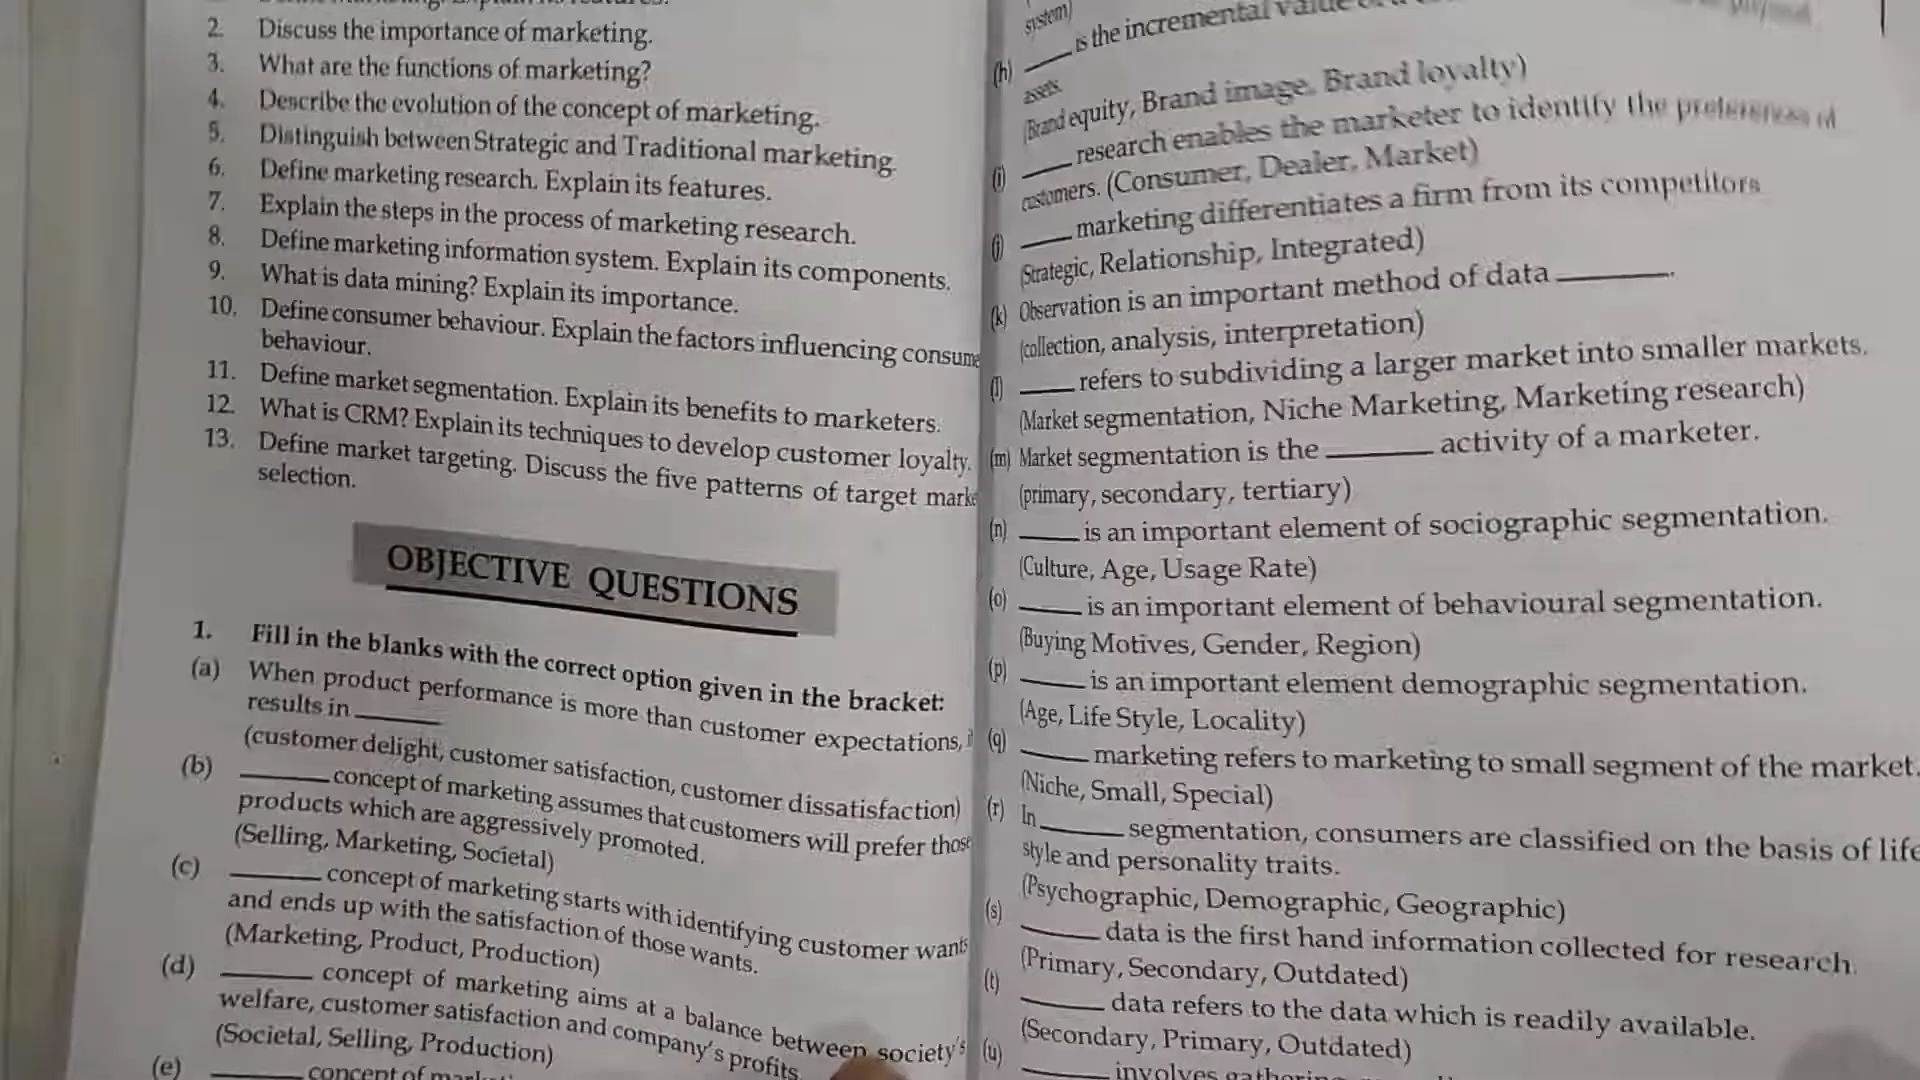 2. Discuss the importance of marketing.
3. What are the functions of marketing?
4. Describe the evolution of the concept of marketing.
5. Distinguish between Strategic and Traditional marketing.
6. Define marketing research. Explain its features.
7. Explain the steps in the process of marketing research.
8. Define marketing information system. Explain its components.
9. What is data mining? Explain its importance.
10. Define consumer behaviour. Explain the factors influencing consume
behaviour.
11. Define market segmentation. Explain its benefits to marketers.
12. What is CRM? Explain its techniques to develop customer loyalty.
13. Define market targeting. Discuss the five patterns of target marke
selection.
OBJECTIVE QUESTIONS
1. Fill in the blanks with the correct option given in the bracket:
(a) When product performance is more than customer expectations, i
results in ______
(customer delight, customer satisfaction, customer dissatisfaction)
(b) ______ concept of marketing assumes that customers will prefer those
products which are aggressively promoted.
(Selling, Marketing, Societal)
(c) ______ concept of marketing starts with identifying customer wants
and ends up with the satisfaction of those wants.
(Marketing, Product, Production)
(d) ______ concept of marketing aims at a balance between society's
welfare, customer satisfaction and company's profits.
(Societal, Selling, Production)
(e) ______ concept of
system)
(h) ____ is the incremental value
assets.
(Brand equity, Brand image, Brand loyalty)
(i) ____ research enables the marketer to identify the preferences of
customers. (Consumer, Dealer, Market)
(j) ____ marketing differentiates a firm from its competitors
(Strategic, Relationship, Integrated)
(k) Observation is an important method of data ______.
(collection, analysis, interpretation)
(l) ____ refers to subdividing a larger market into smaller markets.
(Market segmentation, Niche Marketing, Marketing research)
(m) Market segmentation is the ______ activity of a marketer.
(primary, secondary, tertiary)
(n) ____ is an important element of sociographic segmentation.
(Culture, Age, Usage Rate)
(o) ____ is an important element of behavioural segmentation.
(Buying Motives, Gender, Region)
(p) ____ is an important element demographic segmentation.
(Age, Life Style, Locality)
(q) ____ marketing refers to marketing to small segment of the market.
(Niche, Small, Special)
(r) In ______ segmentation, consumers are classified on the basis of life
style and personality traits.
(Psychographic, Demographic, Geographic)
(s) ______ data is the first hand information collected for research.
(Primary, Secondary, Outdated)
(t) ______ data refers to the data which is readily available.
(Secondary, Primary, Outdated)
(u) ______ involves